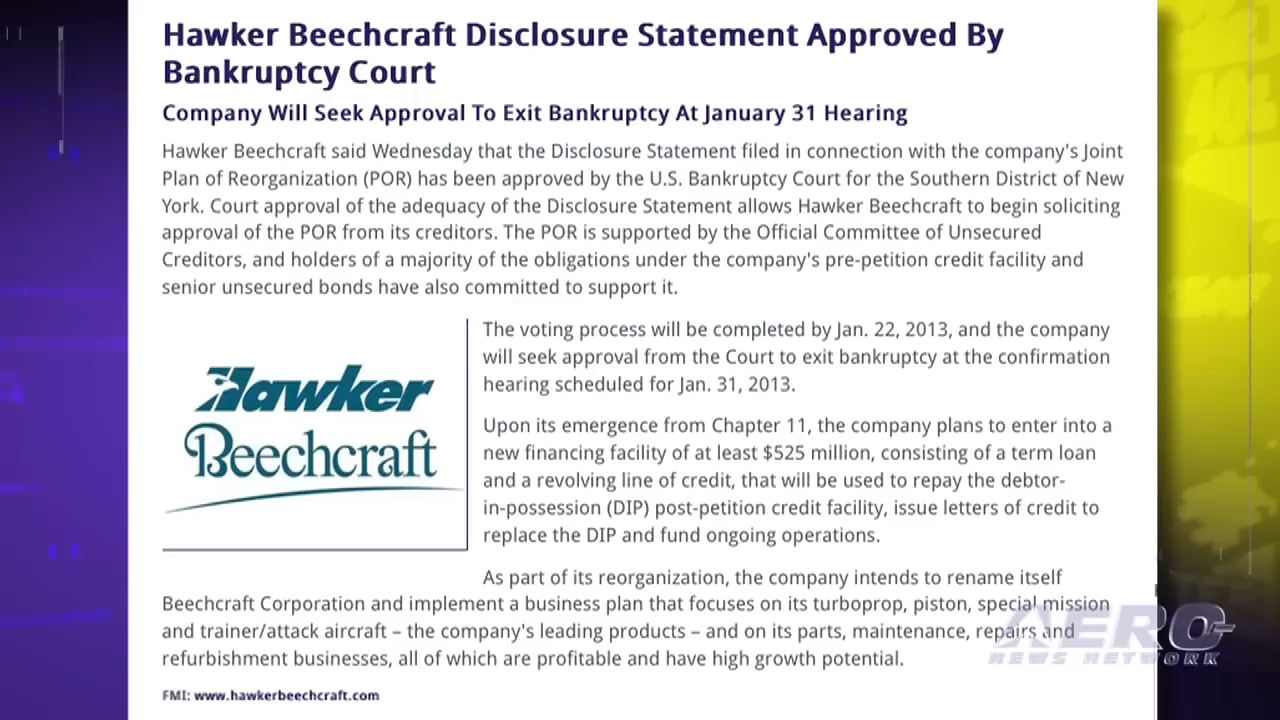 Hawker Beechcraft Disclosure Statement Approved By
Bankruptcy Court
Company Will Seek Approval To Exit Bankruptcy At January 31 Hearing
Hawker Beechcraft said Wednesday that the Disclosure Statement filed in connection with the company's Joint
Plan of Reorganization (POR) has been approved by the U.S. Bankruptcy Court for the Southern District of New
York. Court approval of the adequacy of the Disclosure Statement allows Hawker Beechcraft to begin soliciting
approval of the POR from its creditors. The POR is supported by the Official Committee of Unsecured
Creditors, and holders of a majority of the obligations under the company's pre-petition credit facility and
senior unsecured bonds have also committed to support it.
Hawker
Beechcraft
The voting process will be completed by Jan. 22, 2013, and the company
will seek approval from the Court to exit bankruptcy at the confirmation
hearing scheduled for Jan. 31, 2013.
Upon its emergence from Chapter 11, the company plans to enter into a
new financing facility of at least $525 million, consisting of a term loan
and a revolving line of credit, that will be used to repay the debtor-
in-possession (DIP) post-petition credit facility, issue letters of credit to
replace the DIP and fund ongoing operations.
As part of its reorganization, the company intends to rename itself
Beechcraft Corporation and implement a business plan that focuses on its turboprop, piston, special mission
and trainer/attack aircraft – the company's leading products – and on its parts, maintenance, repairs and
refurbishment businesses, all of which are profitable and have high growth potential.
FMI: www.hawkerbeechcraft.com
AERO-
NEWS NETWORK